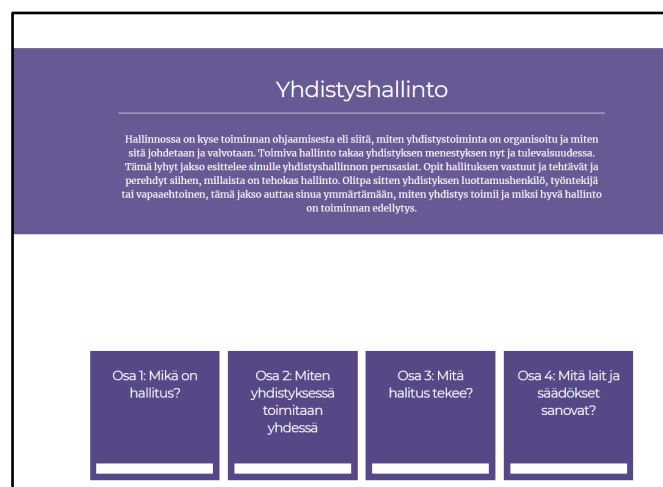 Yhdistyshallinto
Hallinnossa on kyse toiminnan ohjaamisesta eli siitä, miten yhdistystoiminta on organisoitu ja miten
sitä johdetaan ja valvotaan. Toimiva hallinto takaa yhdistyksen menestyksen nyt ja tulevaisuudessa.
Tämä lyhyt jakso esittelee sinulle yhdistyshallinnon perusasiat. Opit hallituksen vastuut ja tehtävät ja
perehdyt siihen, millaista on tehokas hallinto. Olitpa sitten yhdistyksen luottamushenkilö, työntekijä
tai vapaaehtoinen, tämä jakso auttaa sinua ymmärtämään, miten yhdistys toimii ja miksi hyvä hallinto
on toiminnan edellytys.
Osa 1: Mikä on
hallitus?
Osa 2: Miten
yhdistyksessä
toimitaan
yhdessä
Osa 3: Mitä
halitus tekee?
Osa 4: Mitä lait ja
säädökset
sanovat?